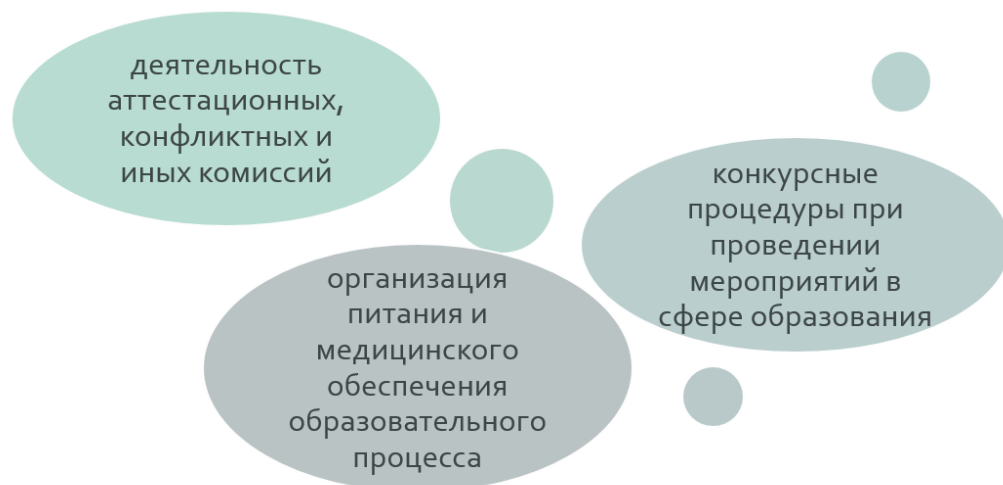 деятельность
аттестационных,
конфликтных и
иных комиссий
конкурсные
процедуры при
проведении
мероприятий в
сфере образования
организация
питания и
медицинского
обеспечения
образовательного
процесса